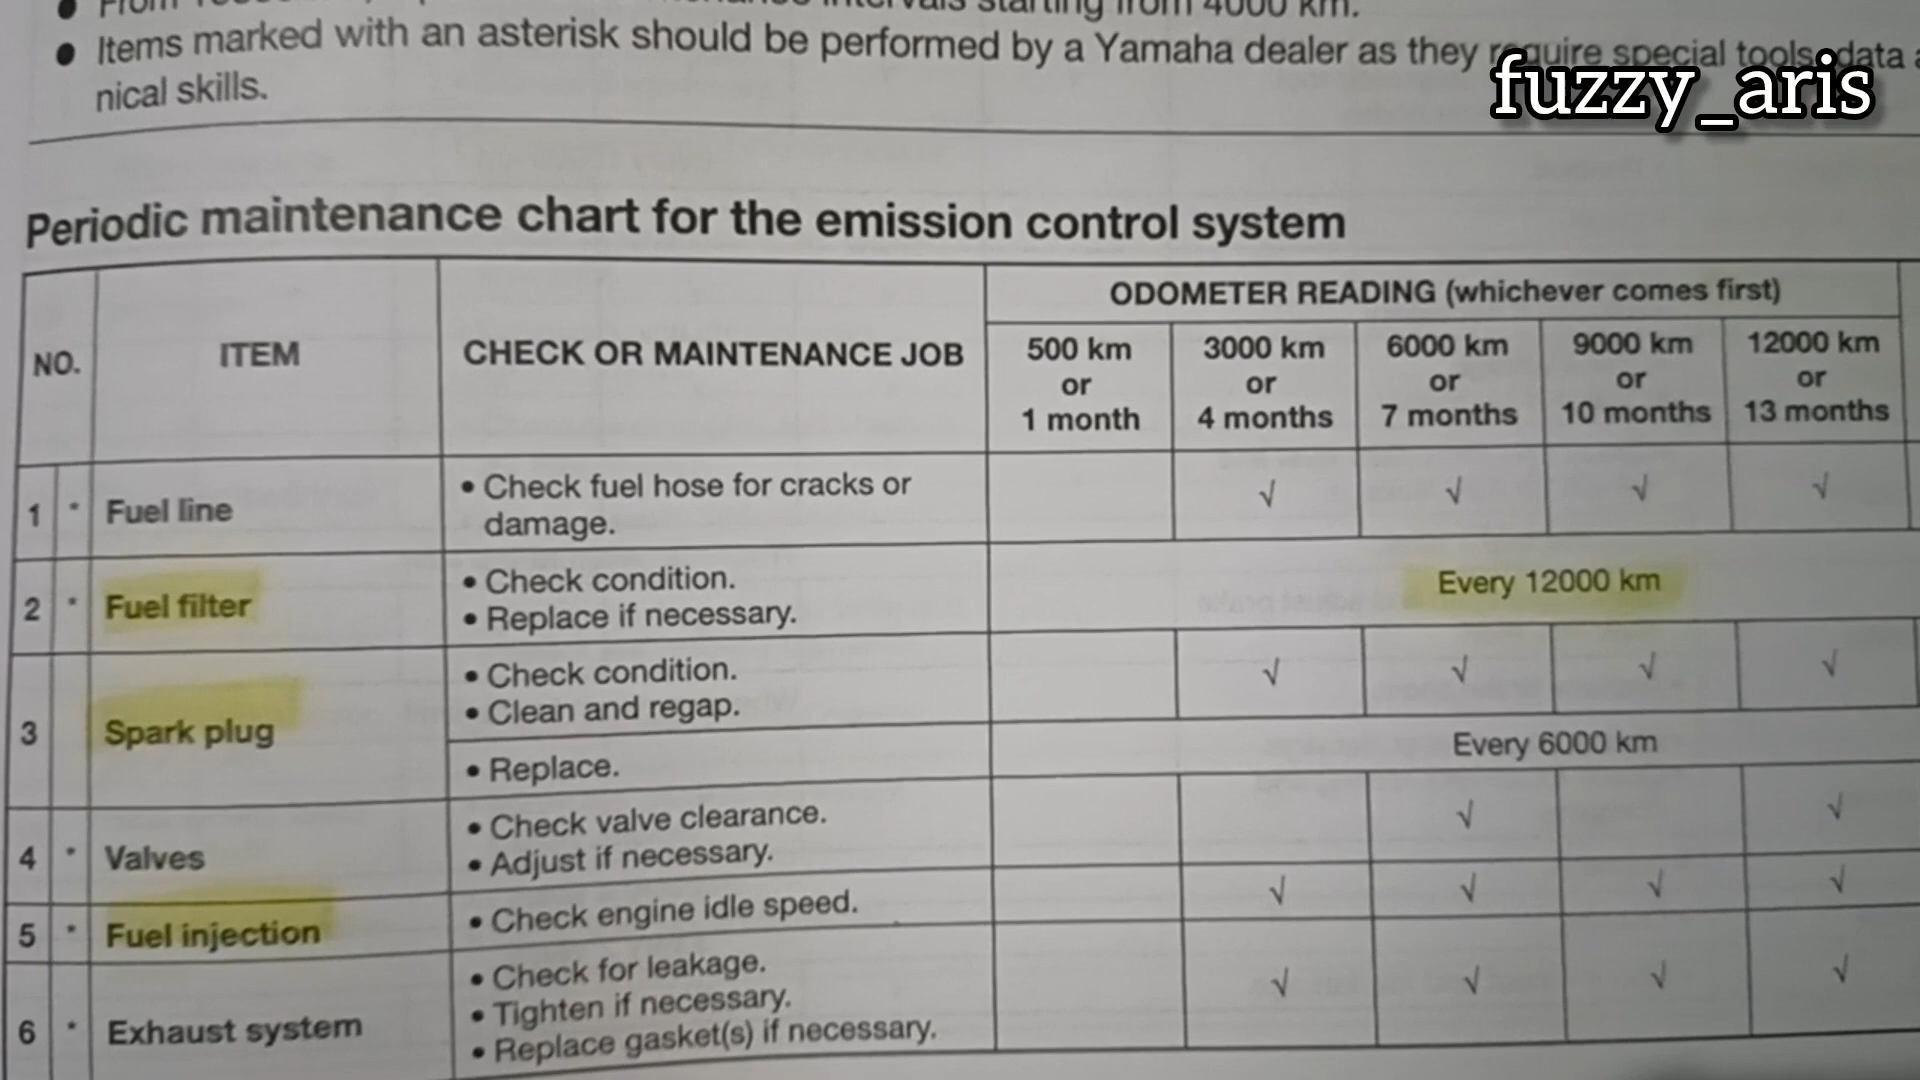 intervals starting from 4000 km.
• Items marked with an asterisk should be performed by a Yamaha dealer as they require special tools, data
nical skills.
fuzzy_aris
Periodic maintenance chart for the emission control system
NO. ITEM CHECK OR MAINTENANCE JOB ODOMETER READING (whichever comes first)
500 km or 1 month 3000 km or 4 months 6000 km or 7 months 9000 km or 10 months 12000 km or 13 months
1 * Fuel line • Check fuel hose for cracks or √ √ √ √
damage.
2 * Fuel filter • Check condition. Every 12000 km
• Replace if necessary.
3 Spark plug • Check condition. √ √ √ √
• Clean and regap.
• Replace. Every 6000 km
4 * Valves • Check valve clearance. √ √
• Adjust if necessary.
5 * Fuel injection • Check engine idle speed. √ √ √ √
6 * Exhaust system • Check for leakage. √ √ √ √
• Tighten if necessary.
• Replace gasket(s) if necessary.